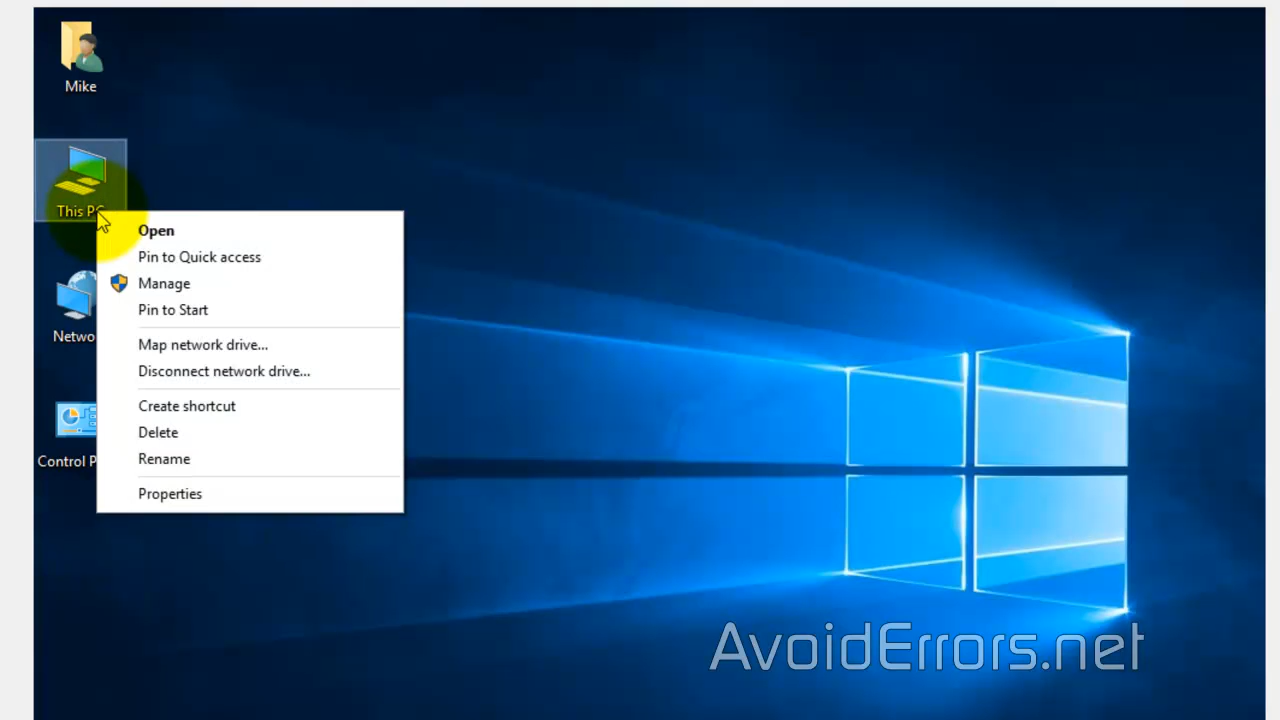 Mike
This PC
Open
Pin to Quick access
Manage
Pin to Start
Map network drive...
Disconnect network drive...
Create shortcut
Delete
Rename
Properties
Netwo
Control P
AvoidErrors.net